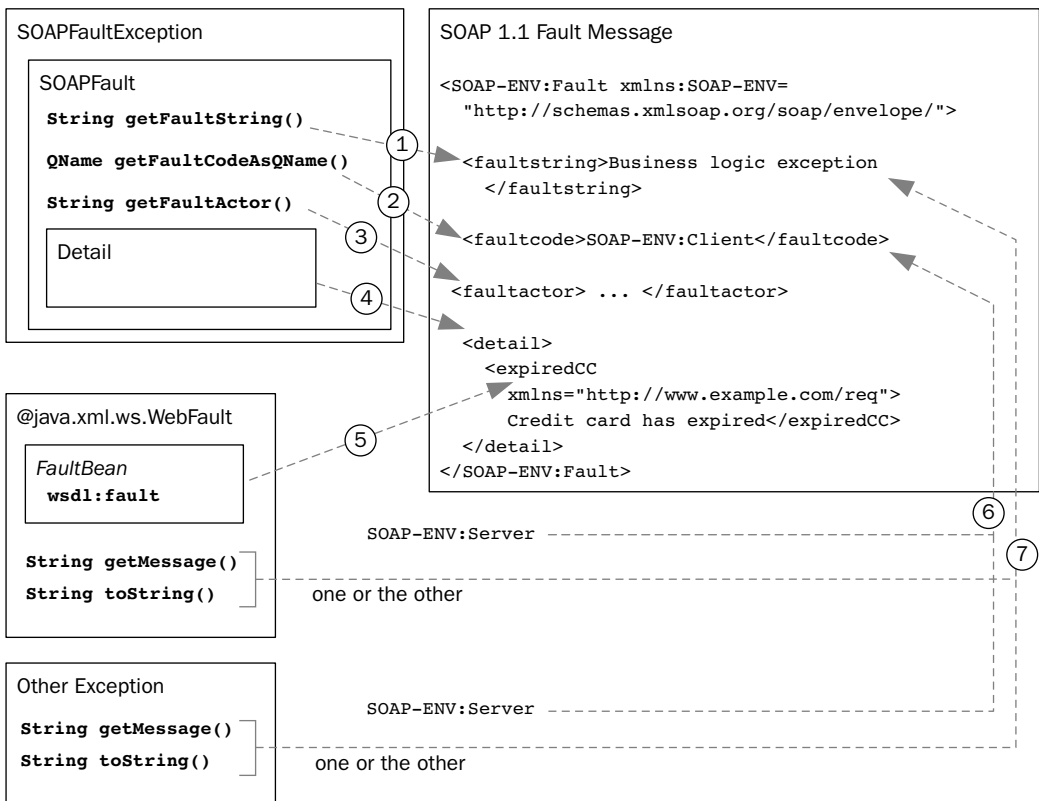 SOAPFaultException
SOAPFault
String getFaultString()
QName getFaultCodeAsQName()
String getFaultActor()
Detail
1
2
3
4
SOAP 1.1 Fault Message
<SOAP-ENV:Fault xmlns:SOAP-ENV=
"http://schemas.xmlsoap.org/soap/envelope/">
<faultstring>Business logic exception
</faultstring>
<faultcode>SOAP-ENV:Client</faultcode>
<faultactor> ... </faultactor>
<detail>
<expiredCC
xmlns="http://www.example.com/req">
Credit card has expired</expiredCC>
</detail>
</SOAP-ENV:Fault>
@java.xml.ws.WebFault
FaultBean
wsdl:fault
5
String getMessage()
String toString()
SOAP-ENV:Server
one or the other
6
7
Other Exception
String getMessage()
String toString()
SOAP-ENV:Server
one or the other